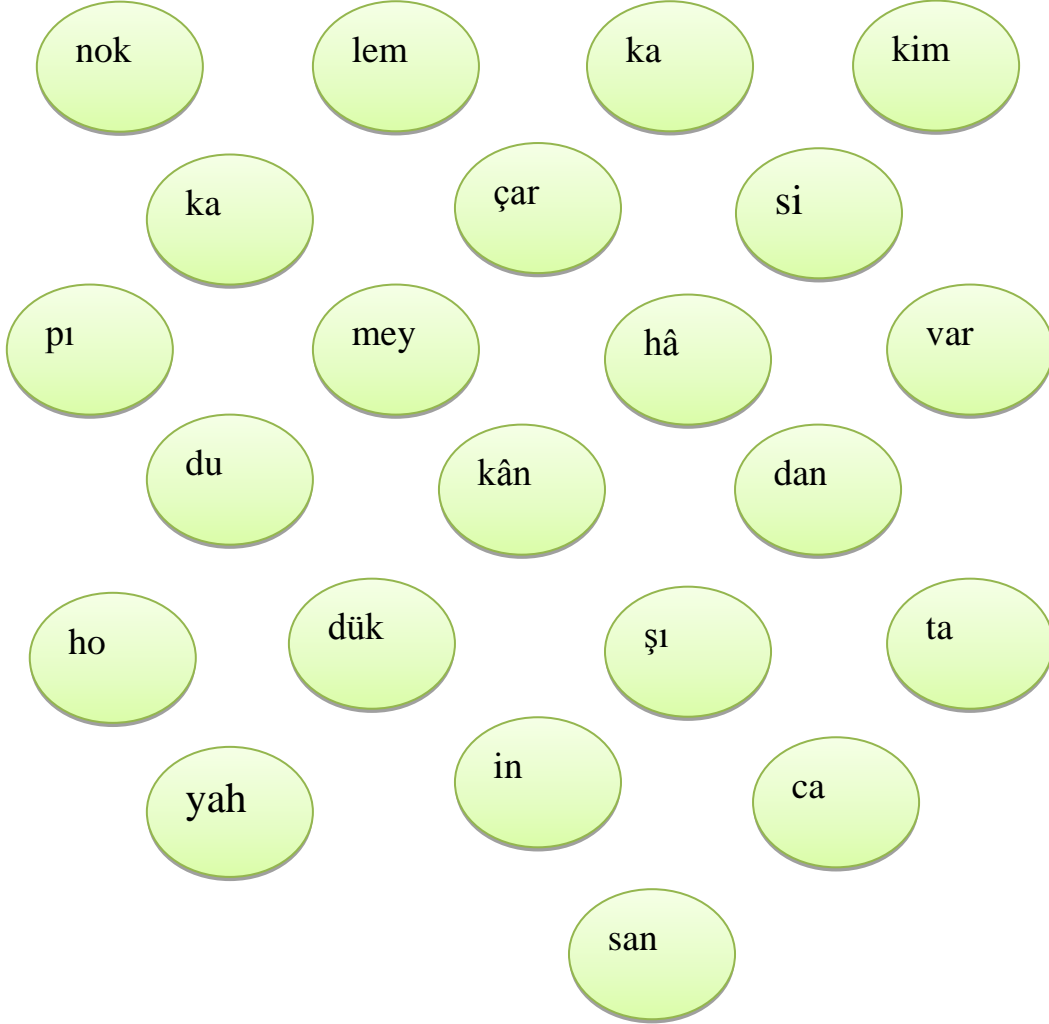 nok lem ka kim
ka çar si
pı mey hâ var
du kân dan
ho dük şı ta
yah in ca
san